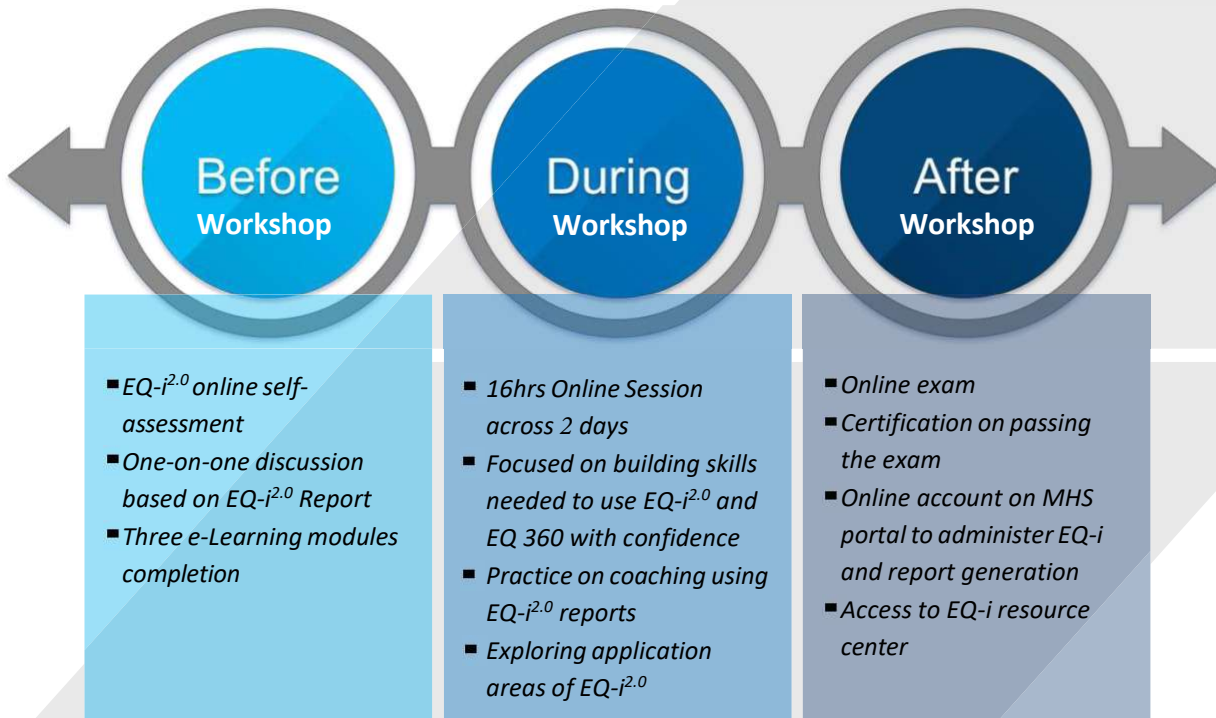 Before
Workshop
During
Workshop
After
Workshop
▪EQ-i2.0 online self-
assessment
▪One-on-one discussion
based on EQ-i2.0 Report
▪Three e-Learning modules
completion
▪ 16hrs Online Session
across 2 days
▪ Focused on building skills
needed to use EQ-i2.0 and
EQ 360 with confidence
▪ Practice on coaching using
EQ-i2.0 reports
▪ Exploring application
areas of EQ-i2.0
▪Online exam
▪Certification on passing
the exam
▪Online account on MHS
portal to administer EQ-i
and report generation
▪Access to EQ-i resource
center